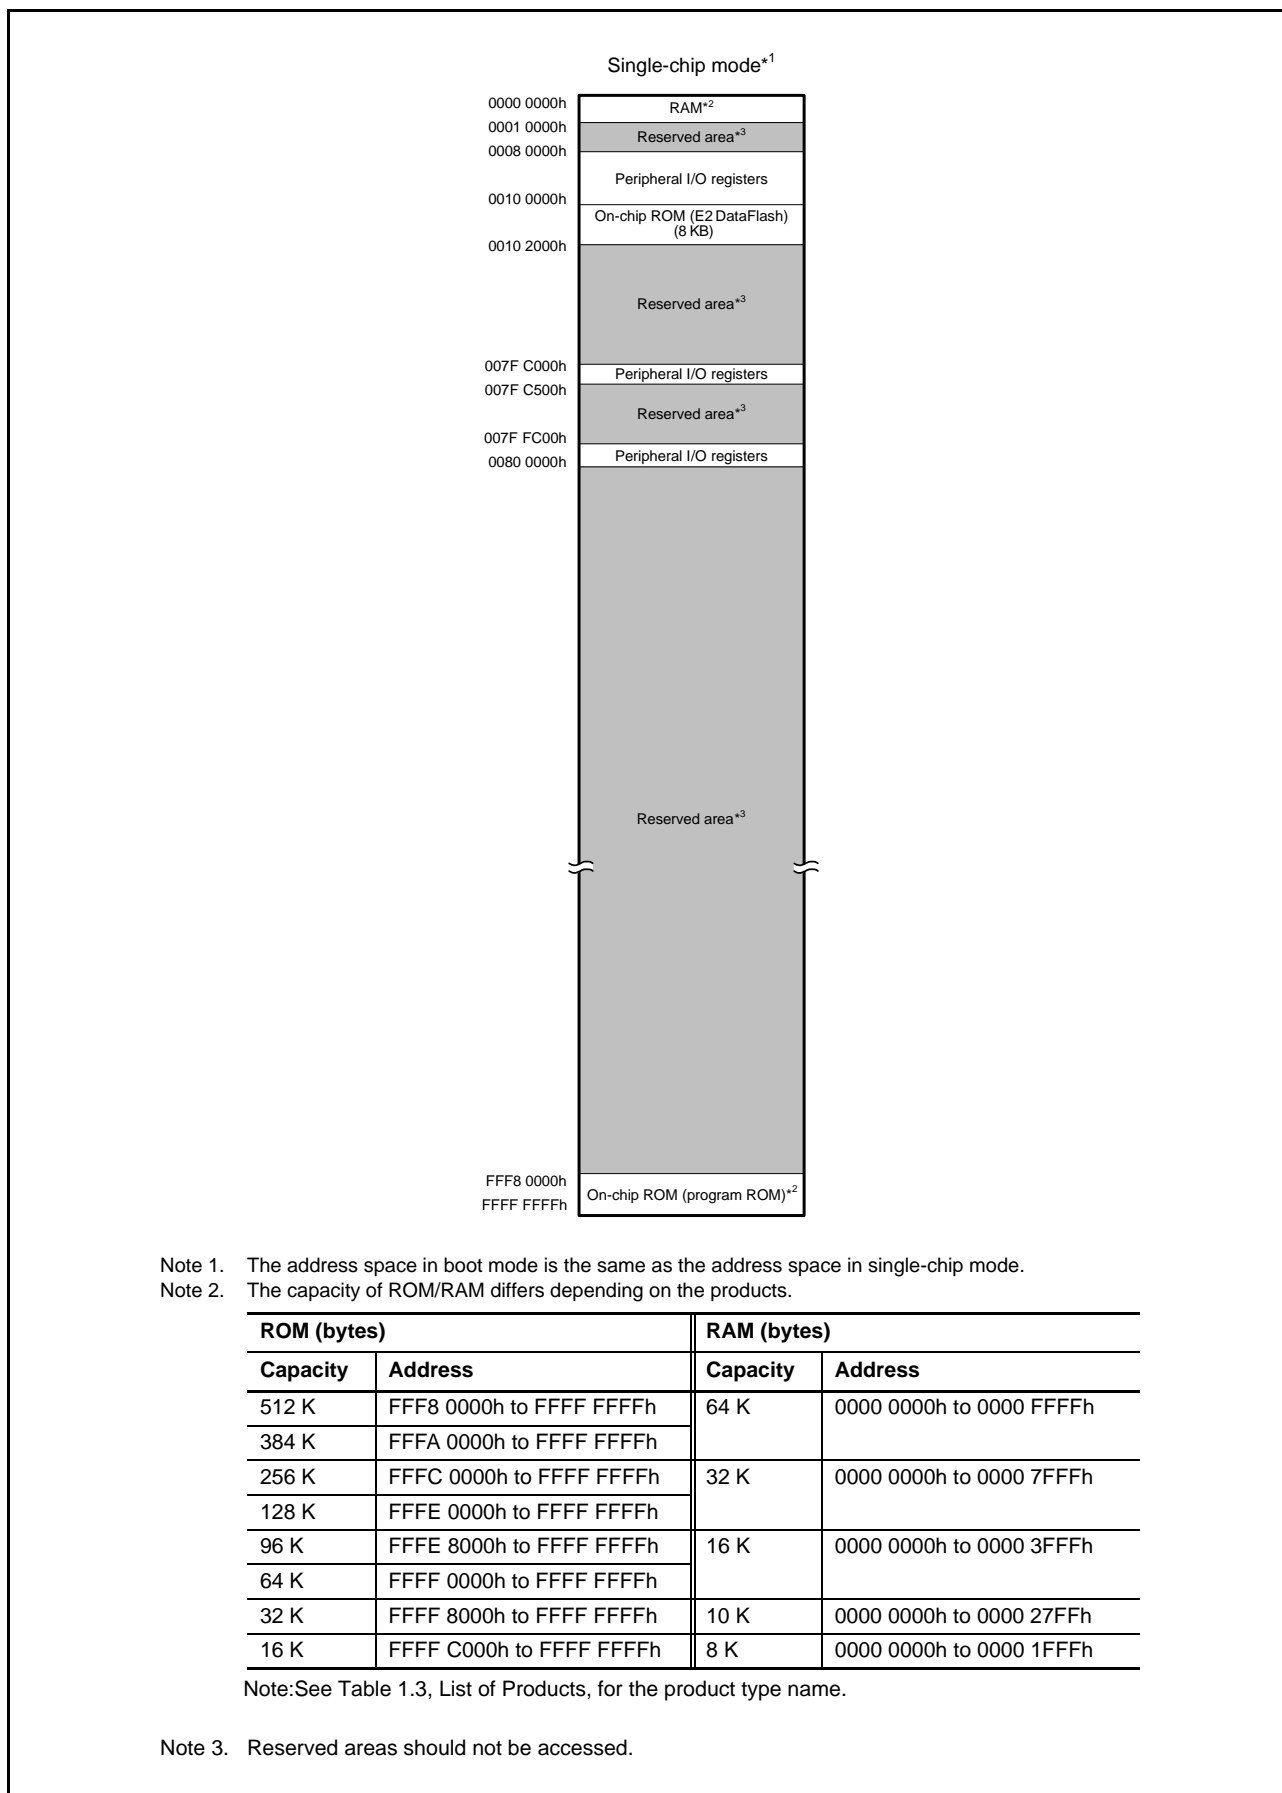 Single-chip mode*1
0000 0000h
RAM*2
0001 0000h
Reserved area*3
0008 0000h
Peripheral I/O registers
0010 0000h
On-chip ROM (E2 DataFlash)
(8 KB)
0010 2000h
Reserved area*3
007F C000h
Peripheral I/O registers
007F C500h
Reserved area*3
007F FC00h
Peripheral I/O registers
0080 0000h
Reserved area*3
FFF8 0000h
On-chip ROM (program ROM)*2
FFFF FFFFh
Note 1. The address space in boot mode is the same as the address space in single-chip mode.
Note 2. The capacity of ROM/RAM differs depending on the products.
ROM (bytes) RAM (bytes)
Capacity Address Capacity Address
512 K FFF8 0000h to FFFF FFFFh 64 K 0000 0000h to 0000 FFFFh
384 K FFFA 0000h to FFFF FFFFh
256 K FFFC 0000h to FFFF FFFFh 32 K 0000 0000h to 0000 7FFFh
128 K FFFE 0000h to FFFF FFFFh
96 K FFFE 8000h to FFFF FFFFh 16 K 0000 0000h to 0000 3FFFh
64 K FFFF 0000h to FFFF FFFFh
32 K FFFF 8000h to FFFF FFFFh 10 K 0000 0000h to 0000 27FFh
16 K FFFF C000h to FFFF FFFFh 8 K 0000 0000h to 0000 1FFFh
Note:See Table 1.3, List of Products, for the product type name.
Note 3. Reserved areas should not be accessed.